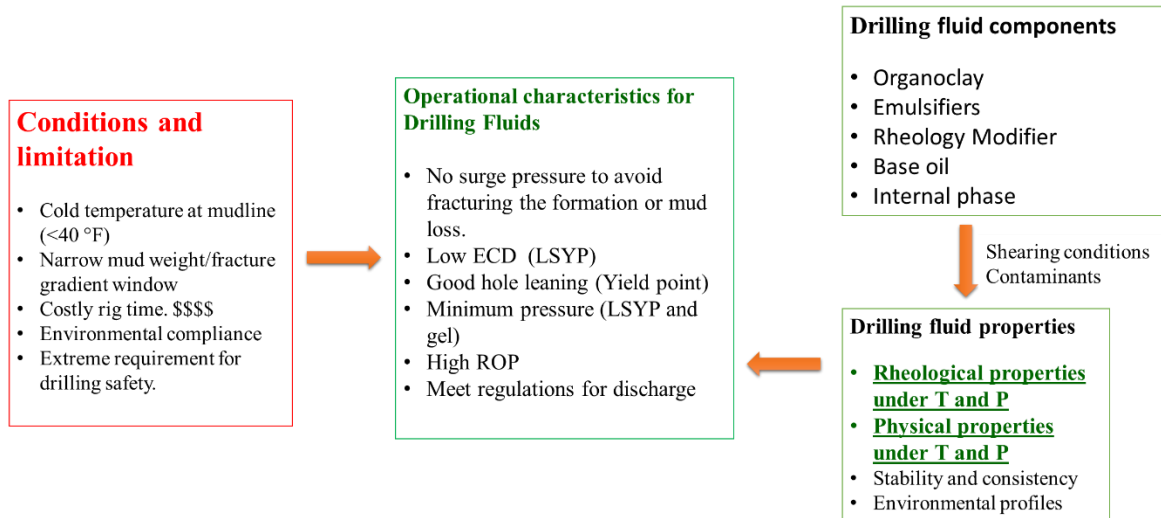 Conditions and
limitation
• Cold temperature at mudline
(<40 °F)
• Narrow mud weight/fracture
gradient window
• Costly rig time. $$$$
• Environmental compliance
• Extreme requirement for
drilling safety.
Operational characteristics for
Drilling Fluids
• No surge pressure to avoid
fracturing the formation or mud
loss.
• Low ECD (LSYP)
• Good hole leaning (Yield point)
• Minimum pressure (LSYP and
gel)
• High ROP
• Meet regulations for discharge
Drilling fluid components
• Organoclay
• Emulsifiers
• Rheology Modifier
• Base oil
• Internal phase
Shearing conditions
Contaminants
Drilling fluid properties
• Rheological properties
under T and P
• Physical properties
under T and P
• Stability and consistency
• Environmental profiles